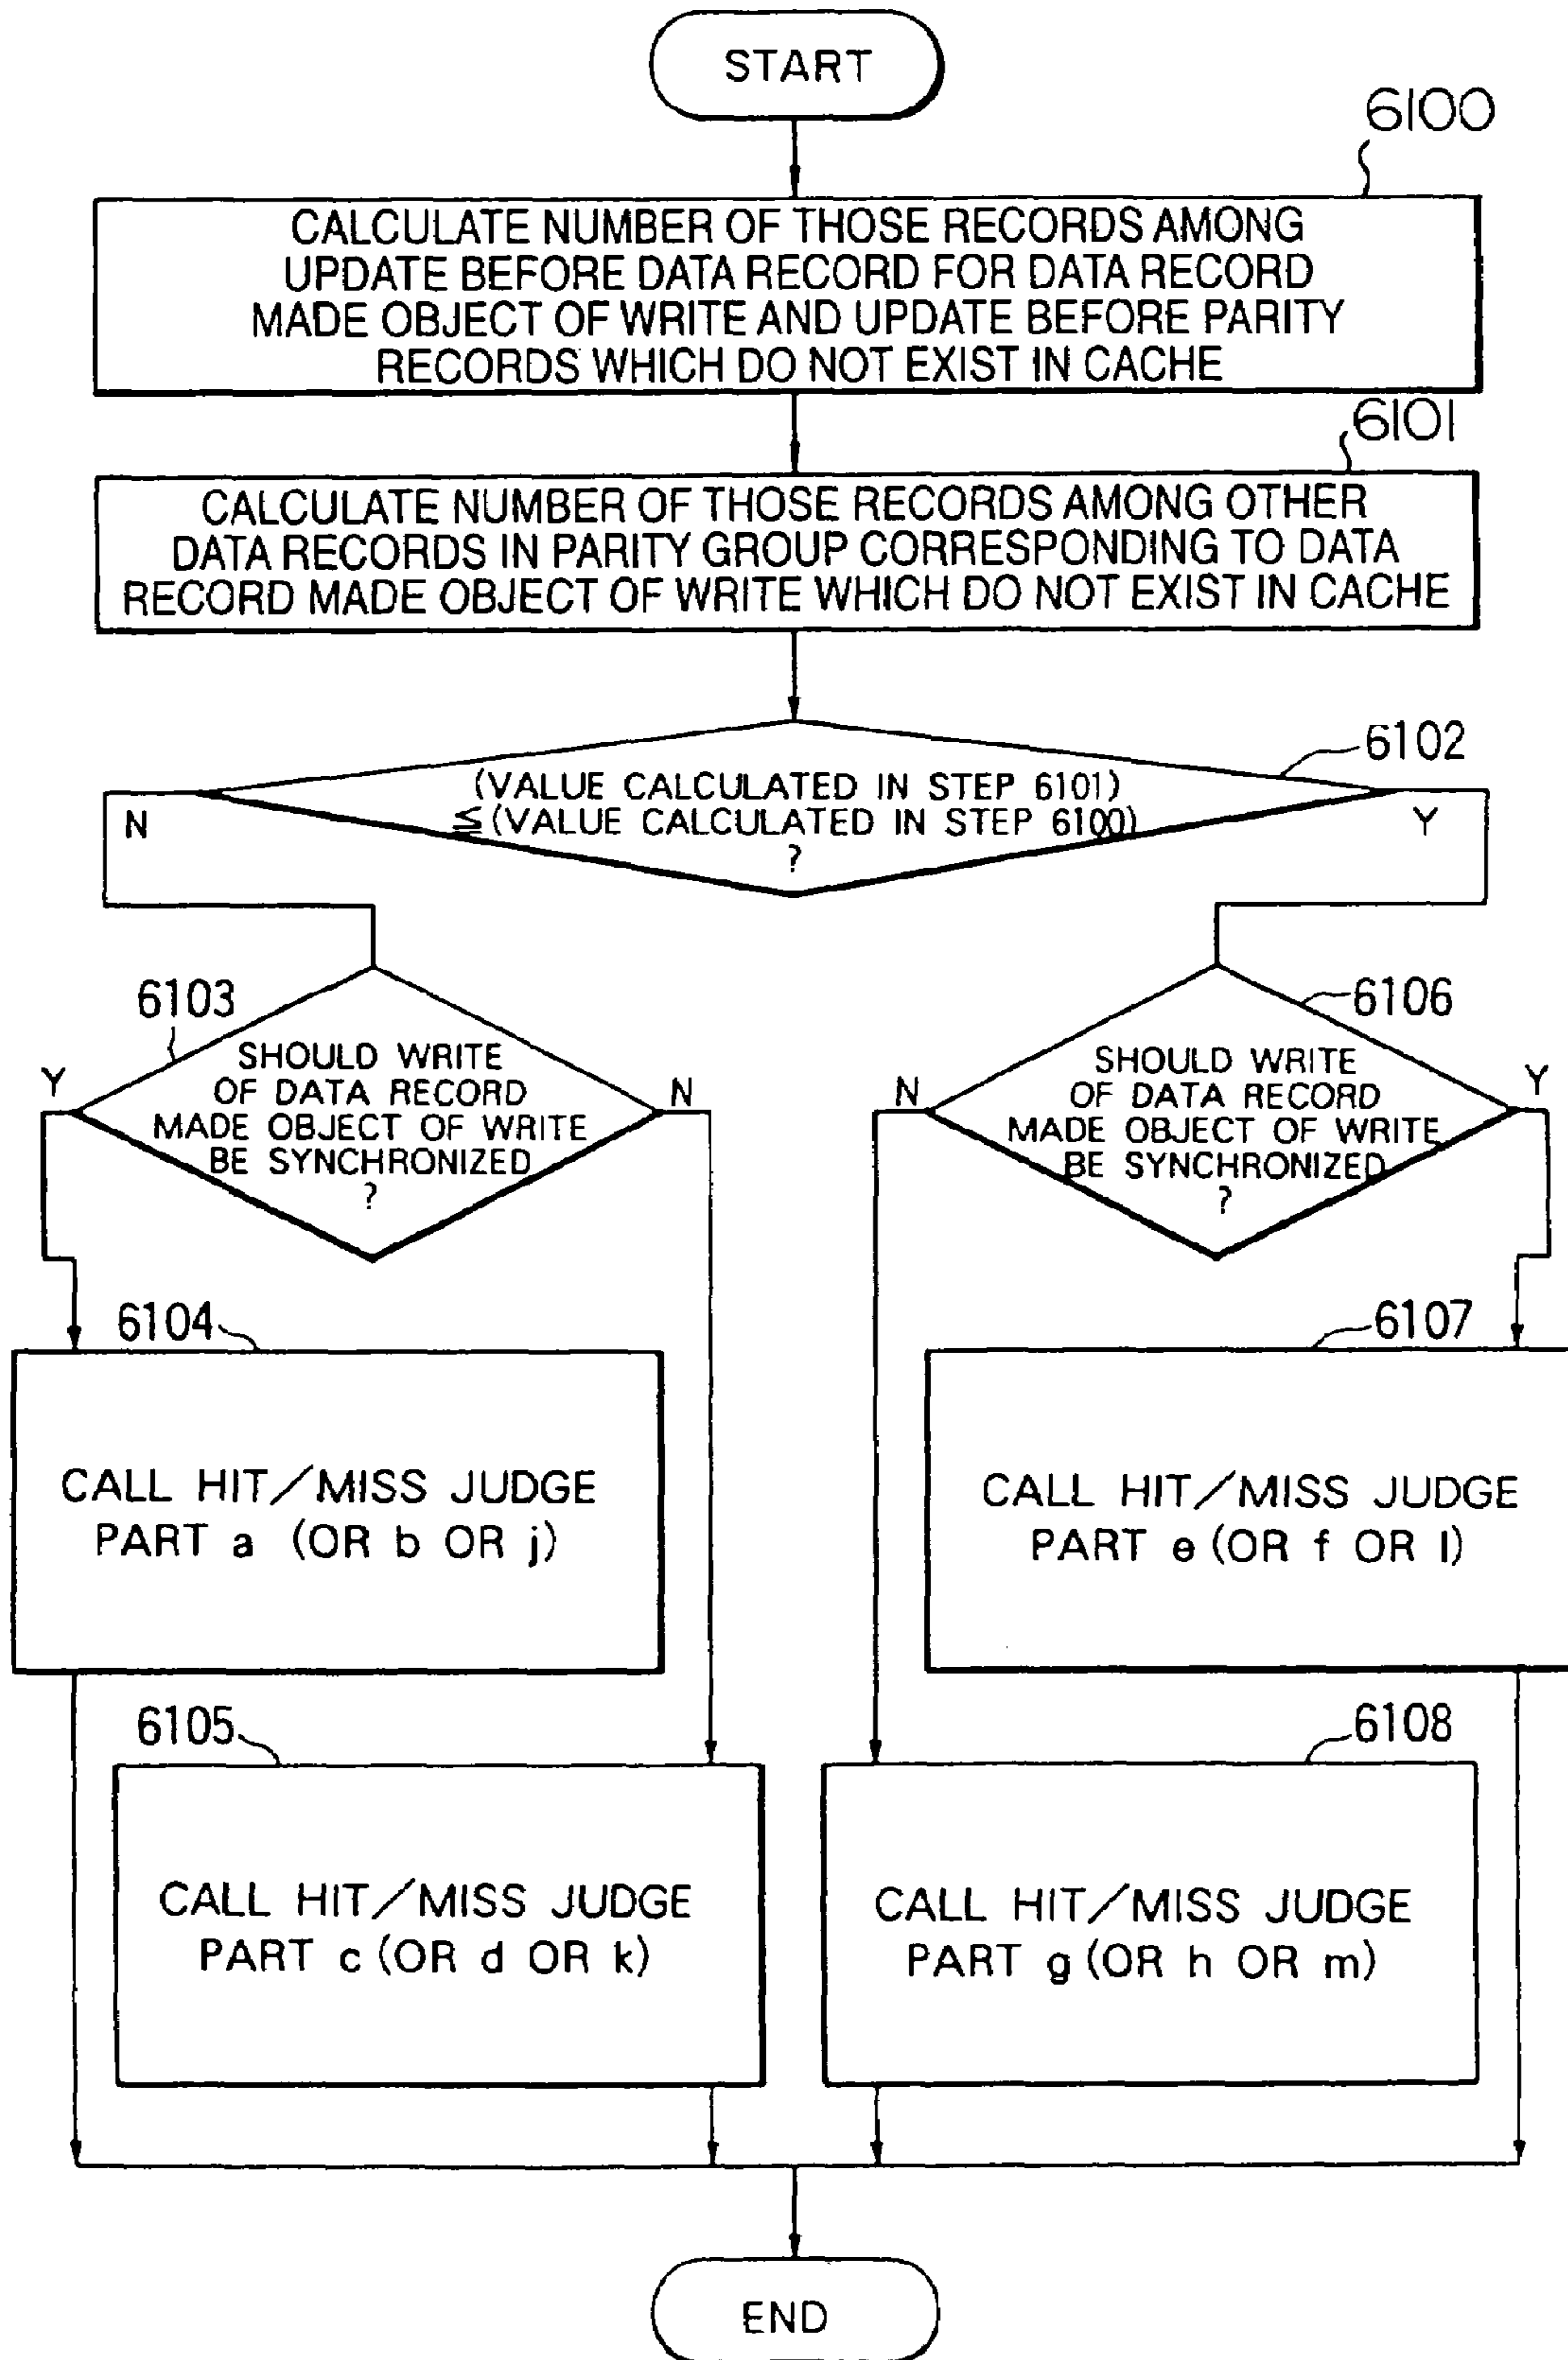 START
6100
CALCULATE NUMBER OF THOSE RECORDS AMONG
UPDATE BEFORE DATA RECORD FOR DATA RECORD
MADE OBJECT OF WRITE AND UPDATE BEFORE PARITY
RECORDS WHICH DO NOT EXIST IN CACHE
6101
CALCULATE NUMBER OF THOSE RECORDS AMONG OTHER
DATA RECORDS IN PARITY GROUP CORRESPONDING TO DATA
RECORD MADE OBJECT OF WRITE WHICH DO NOT EXIST IN CACHE
6102
(VALUE CALCULATED IN STEP 6101)
≦(VALUE CALCULATED IN STEP 6100)
?
N
Y
6103
SHOULD WRITE
OF DATA RECORD
MADE OBJECT OF WRITE
BE SYNCHRONIZED
?
Y
N
6106
SHOULD WRITE
OF DATA RECORD
MADE OBJECT OF WRITE
BE SYNCHRONIZED
?
N
Y
6104
CALL HIT/MISS JUDGE
PART a (OR b OR j)
6107
CALL HIT/MISS JUDGE
PART e (OR f OR l)
6105
CALL HIT/MISS JUDGE
PART c (OR d OR k)
6108
CALL HIT/MISS JUDGE
PART g (OR h OR m)
END